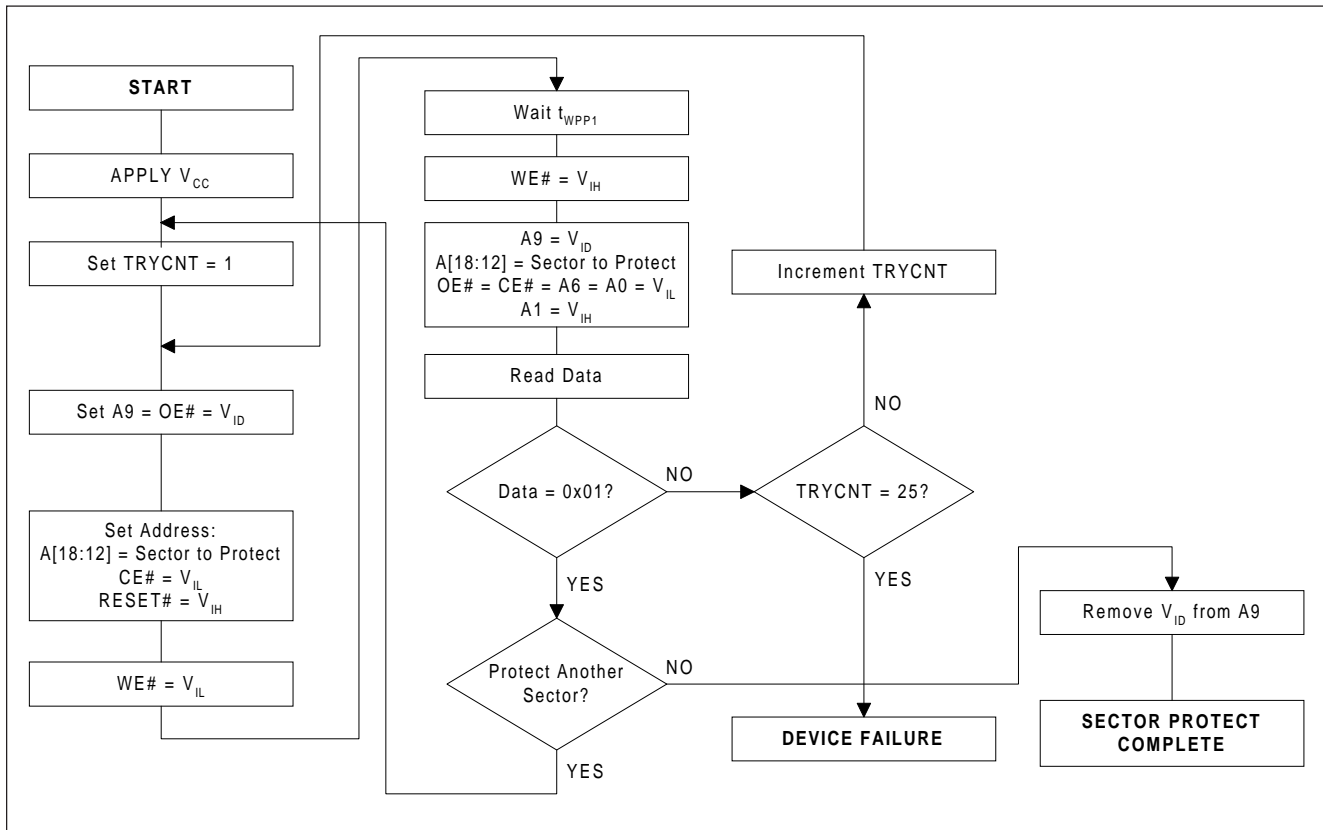 START
APPLY VCC
Set TRYCNT = 1
Set A9 = OE# = VID
Set Address:
A[18:12] = Sector to Protect
CE# = VIL
RESET# = VIH
WE# = VIL
Wait tWPP1
WE# = VIH
A9 = VID
A[18:12] = Sector to Protect
OE# = CE# = A6 = A0 = VIL
A1 = VIH
Read Data
Data = 0x01?
NO
YES
Protect Another
Sector?
NO
YES
Increment TRYCNT
NO
TRYCNT = 25?
YES
DEVICE FAILURE
Remove VID from A9
SECTOR PROTECT
COMPLETE